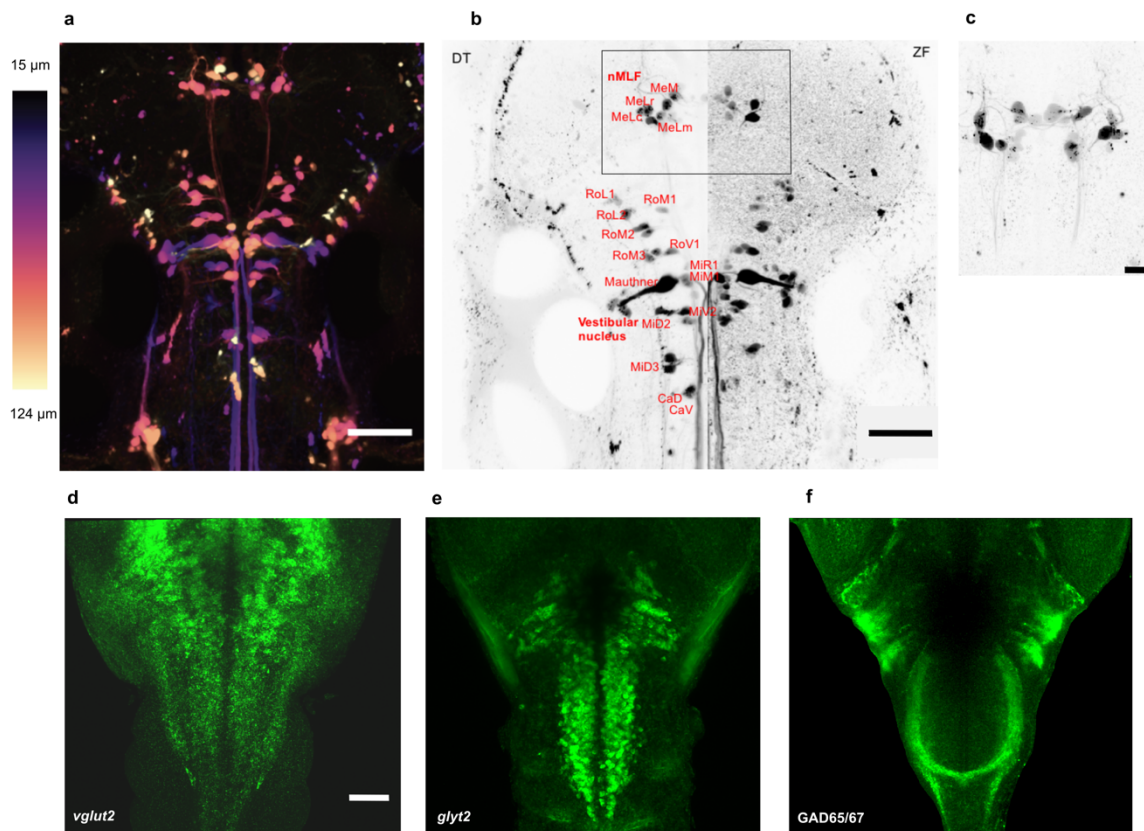 a
b
c
15 µm
124 µm
DT
ZF
nMLF
MeM
MeLr
MeLc
MeLm
RoL1
RoM1
RoL2
RoM2
RoV1
RoM3
MiR1
MiM1
Mauthner
MiV2
Vestibular
nucleus
MiD2
MiD3
CaD
CaV
d
e
f
vglut2
glyt2
GAD65/67